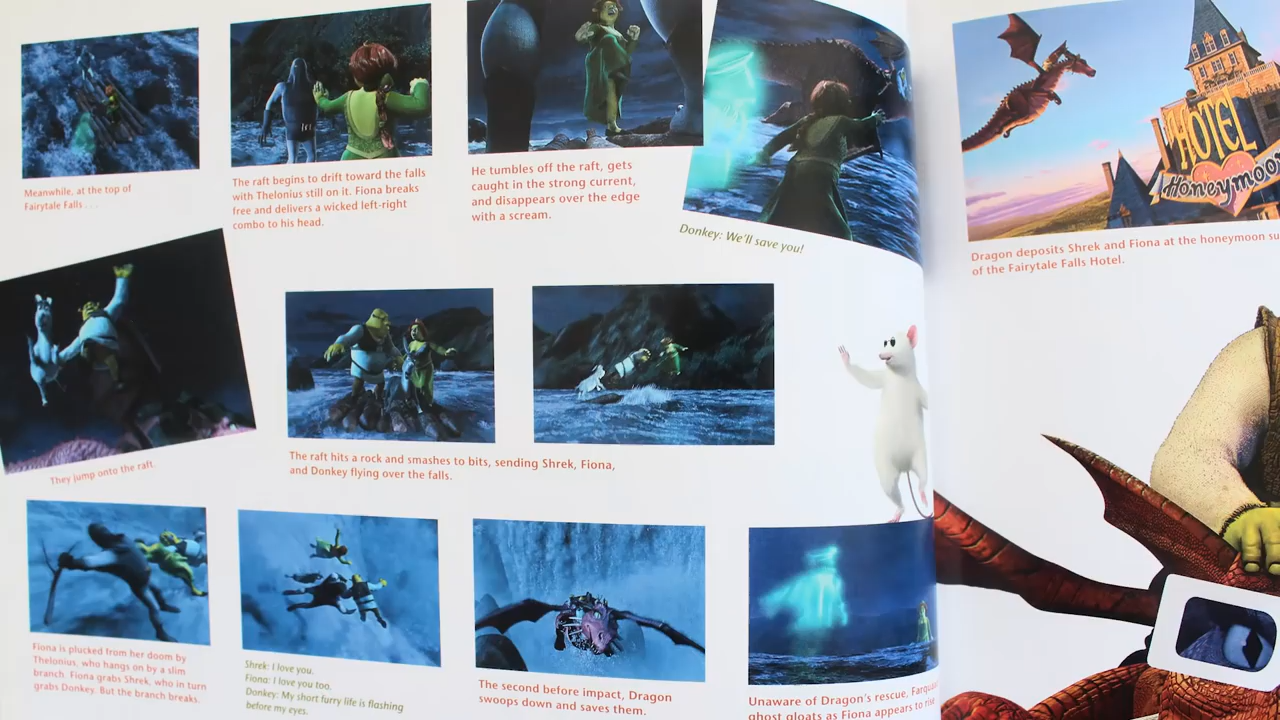 Meanwhile, at the top of
Fairytale Falls . . .
The raft begins to drift toward the falls
with Thelonius still on it. Fiona breaks
free and delivers a wicked left-right
combo to his head.
He tumbles off the raft, gets
caught in the strong current,
and disappears over the edge
with a scream.
Donkey: We'll save you!
They jump onto the raft.
The raft hits a rock and smashes to bits, sending Shrek, Fiona,
and Donkey flying over the falls.
Fiona is plucked from her doom by
Thelonius, who hangs on by a slim
branch. Fiona grabs Shrek, who in turn
grabs Donkey. But the branch breaks.
Shrek: I love you.
Fiona: I love you too.
Donkey: My short furry life is flashing
before my eyes.
The second before impact, Dragon
swoops down and saves them.
Unaware of Dragon's rescue,
ghost gloats as Fiona appears to
HOTEL
Honeymoon
Dragon deposits Shrek and Fiona at the honeymoon
of the Fairytale Falls Hotel.